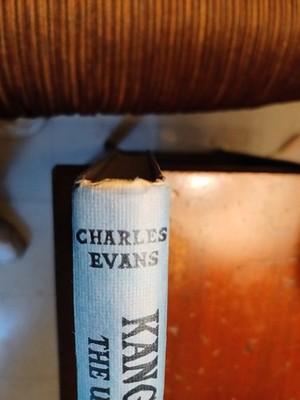 CHARLES
EVANS
KANG
THE U